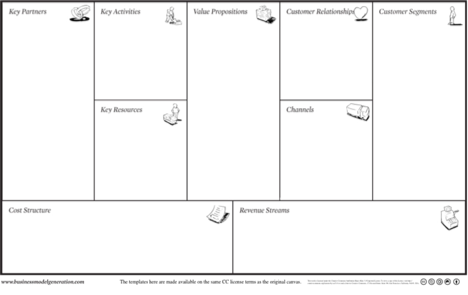 Key Partners
Key Activities
Value Propositions
Customer Relationships
Customer Segments
Key Resources
Channels
Cost Structure
Revenue Streams
www.businessmodelgeneration.com
The templates here are made available on the same CC license terms as the original canvas.